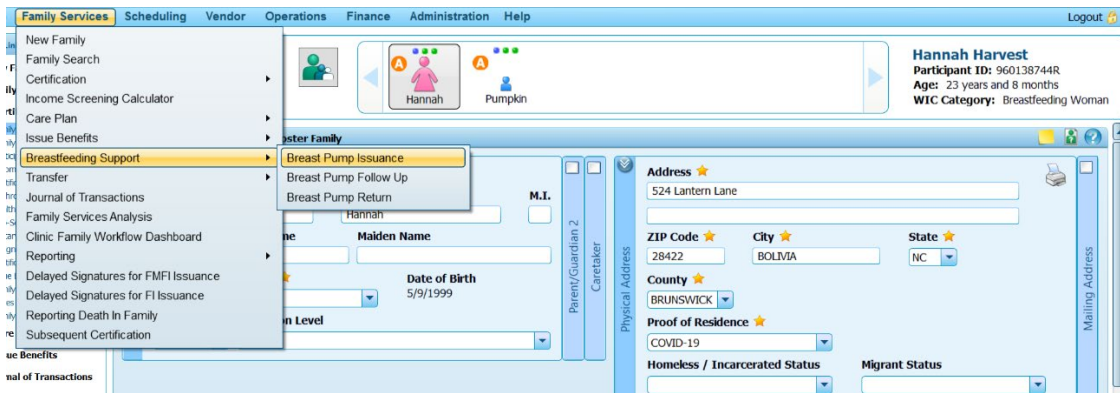 Family Services Scheduling Vendor Operations Finance Administration Help Logout
New Family
Family Search
Certification
Income Screening Calculator
Care Plan
Issue Benefits
Breastfeeding Support
Transfer
Journal of Transactions
Family Services Analysis
Clinic Family Workflow Dashboard
Reporting
Delayed Signatures for FMFI Issuance
Delayed Signatures for FI Issuance
Reporting Death In Family
Subsequent Certification
Breast Pump Issuance
Breast Pump Follow Up
Breast Pump Return
A
Hannah
A
Pumpkin
Hannah Harvest
Participant ID: 960138744R
Age: 23 years and 8 months
WIC Category: Breastfeeding Woman
Family
M.I.
Hannah
Maiden Name
Date of Birth
5/9/1999
Level
Parent/Guardian 2
Caretaker
Physical Address
Address
524 Lantern Lane
ZIP Code City State
28422 BOLIVIA NC
County
BRUNSWICK
Proof of Residence
COVID-19
Homeless / Incarcerated Status Migrant Status
Mailing Address
Benefits
of Transactions